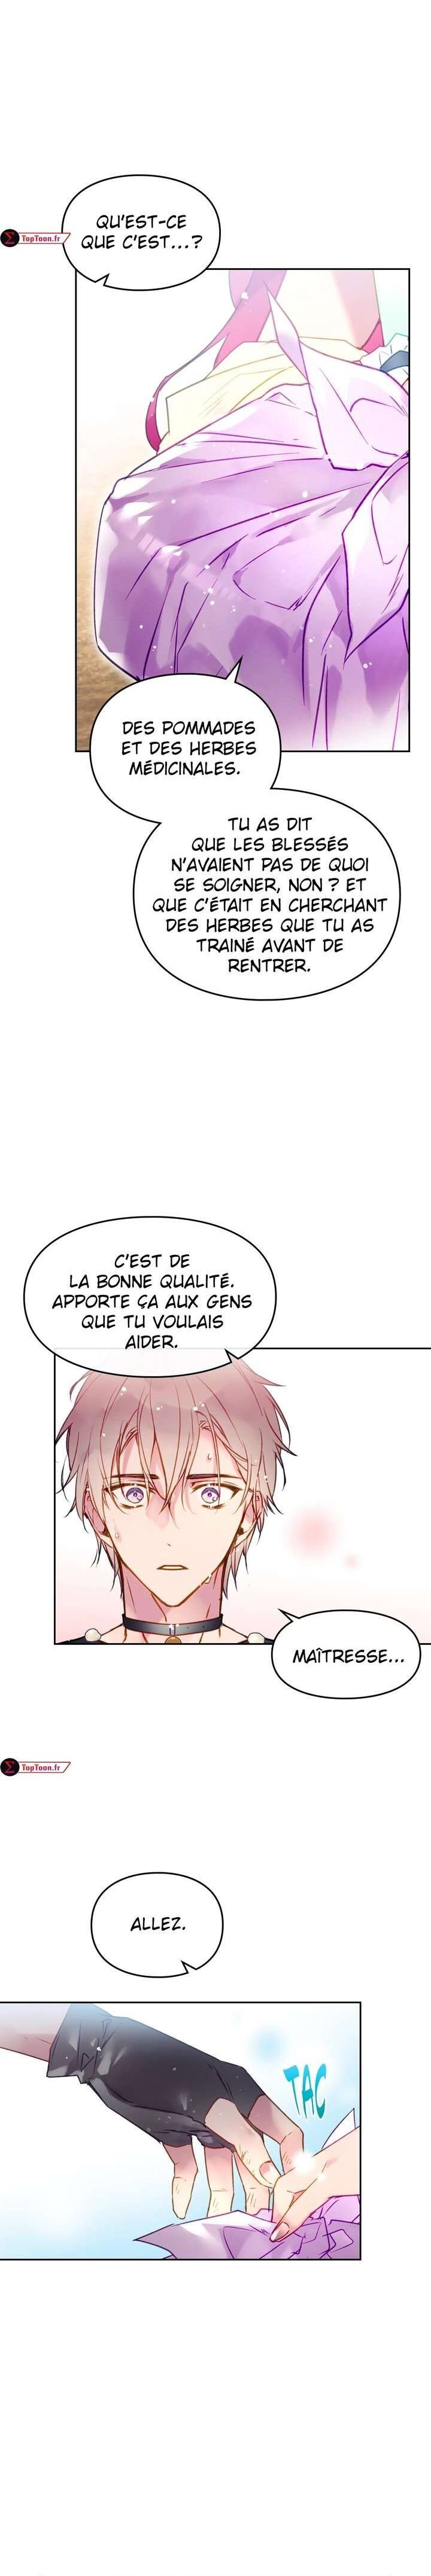 QU'EST-CE
QUE C'EST...?
TopToon.fr
DES POMMADES
ET DES HERBES
MÉDICINALES.
TU AS DIT
QUE LES BLESSÉS
N'AVAIENT PAS DE QUOI
SE SOIGNER, NON ? ET
QUE C'ÉTAIT EN CHERCHANT
DES HERBES QUE TU AS
TRAINÉ AVANT DE
RENTRER.
C'EST DE
LA BONNE QUALITÉ.
APPORTE ÇA AUX GENS
QUE TU VOULAIS
AIDER.
MAÎTRESSE...
TopToon.fr
ALLEZ.
TAC